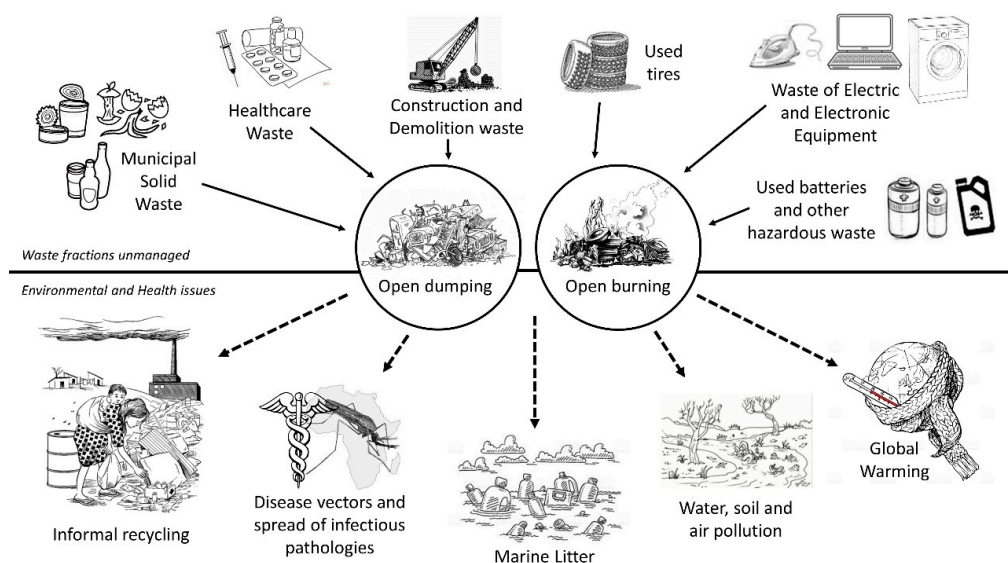 Healthcare
Waste
Construction and
Demolition waste
Used
tires
Waste of Electric
and Electronic
Equipment
Municipal
Solid
Waste
Used batteries
and other
hazardous waste
Waste fractions unmanaged
Open dumping
Open burning
Environmental and Health issues
Informal recycling
Disease vectors and
spread of infectious
pathologies
Marine Litter
Water, soil and
air pollution
Global
Warming